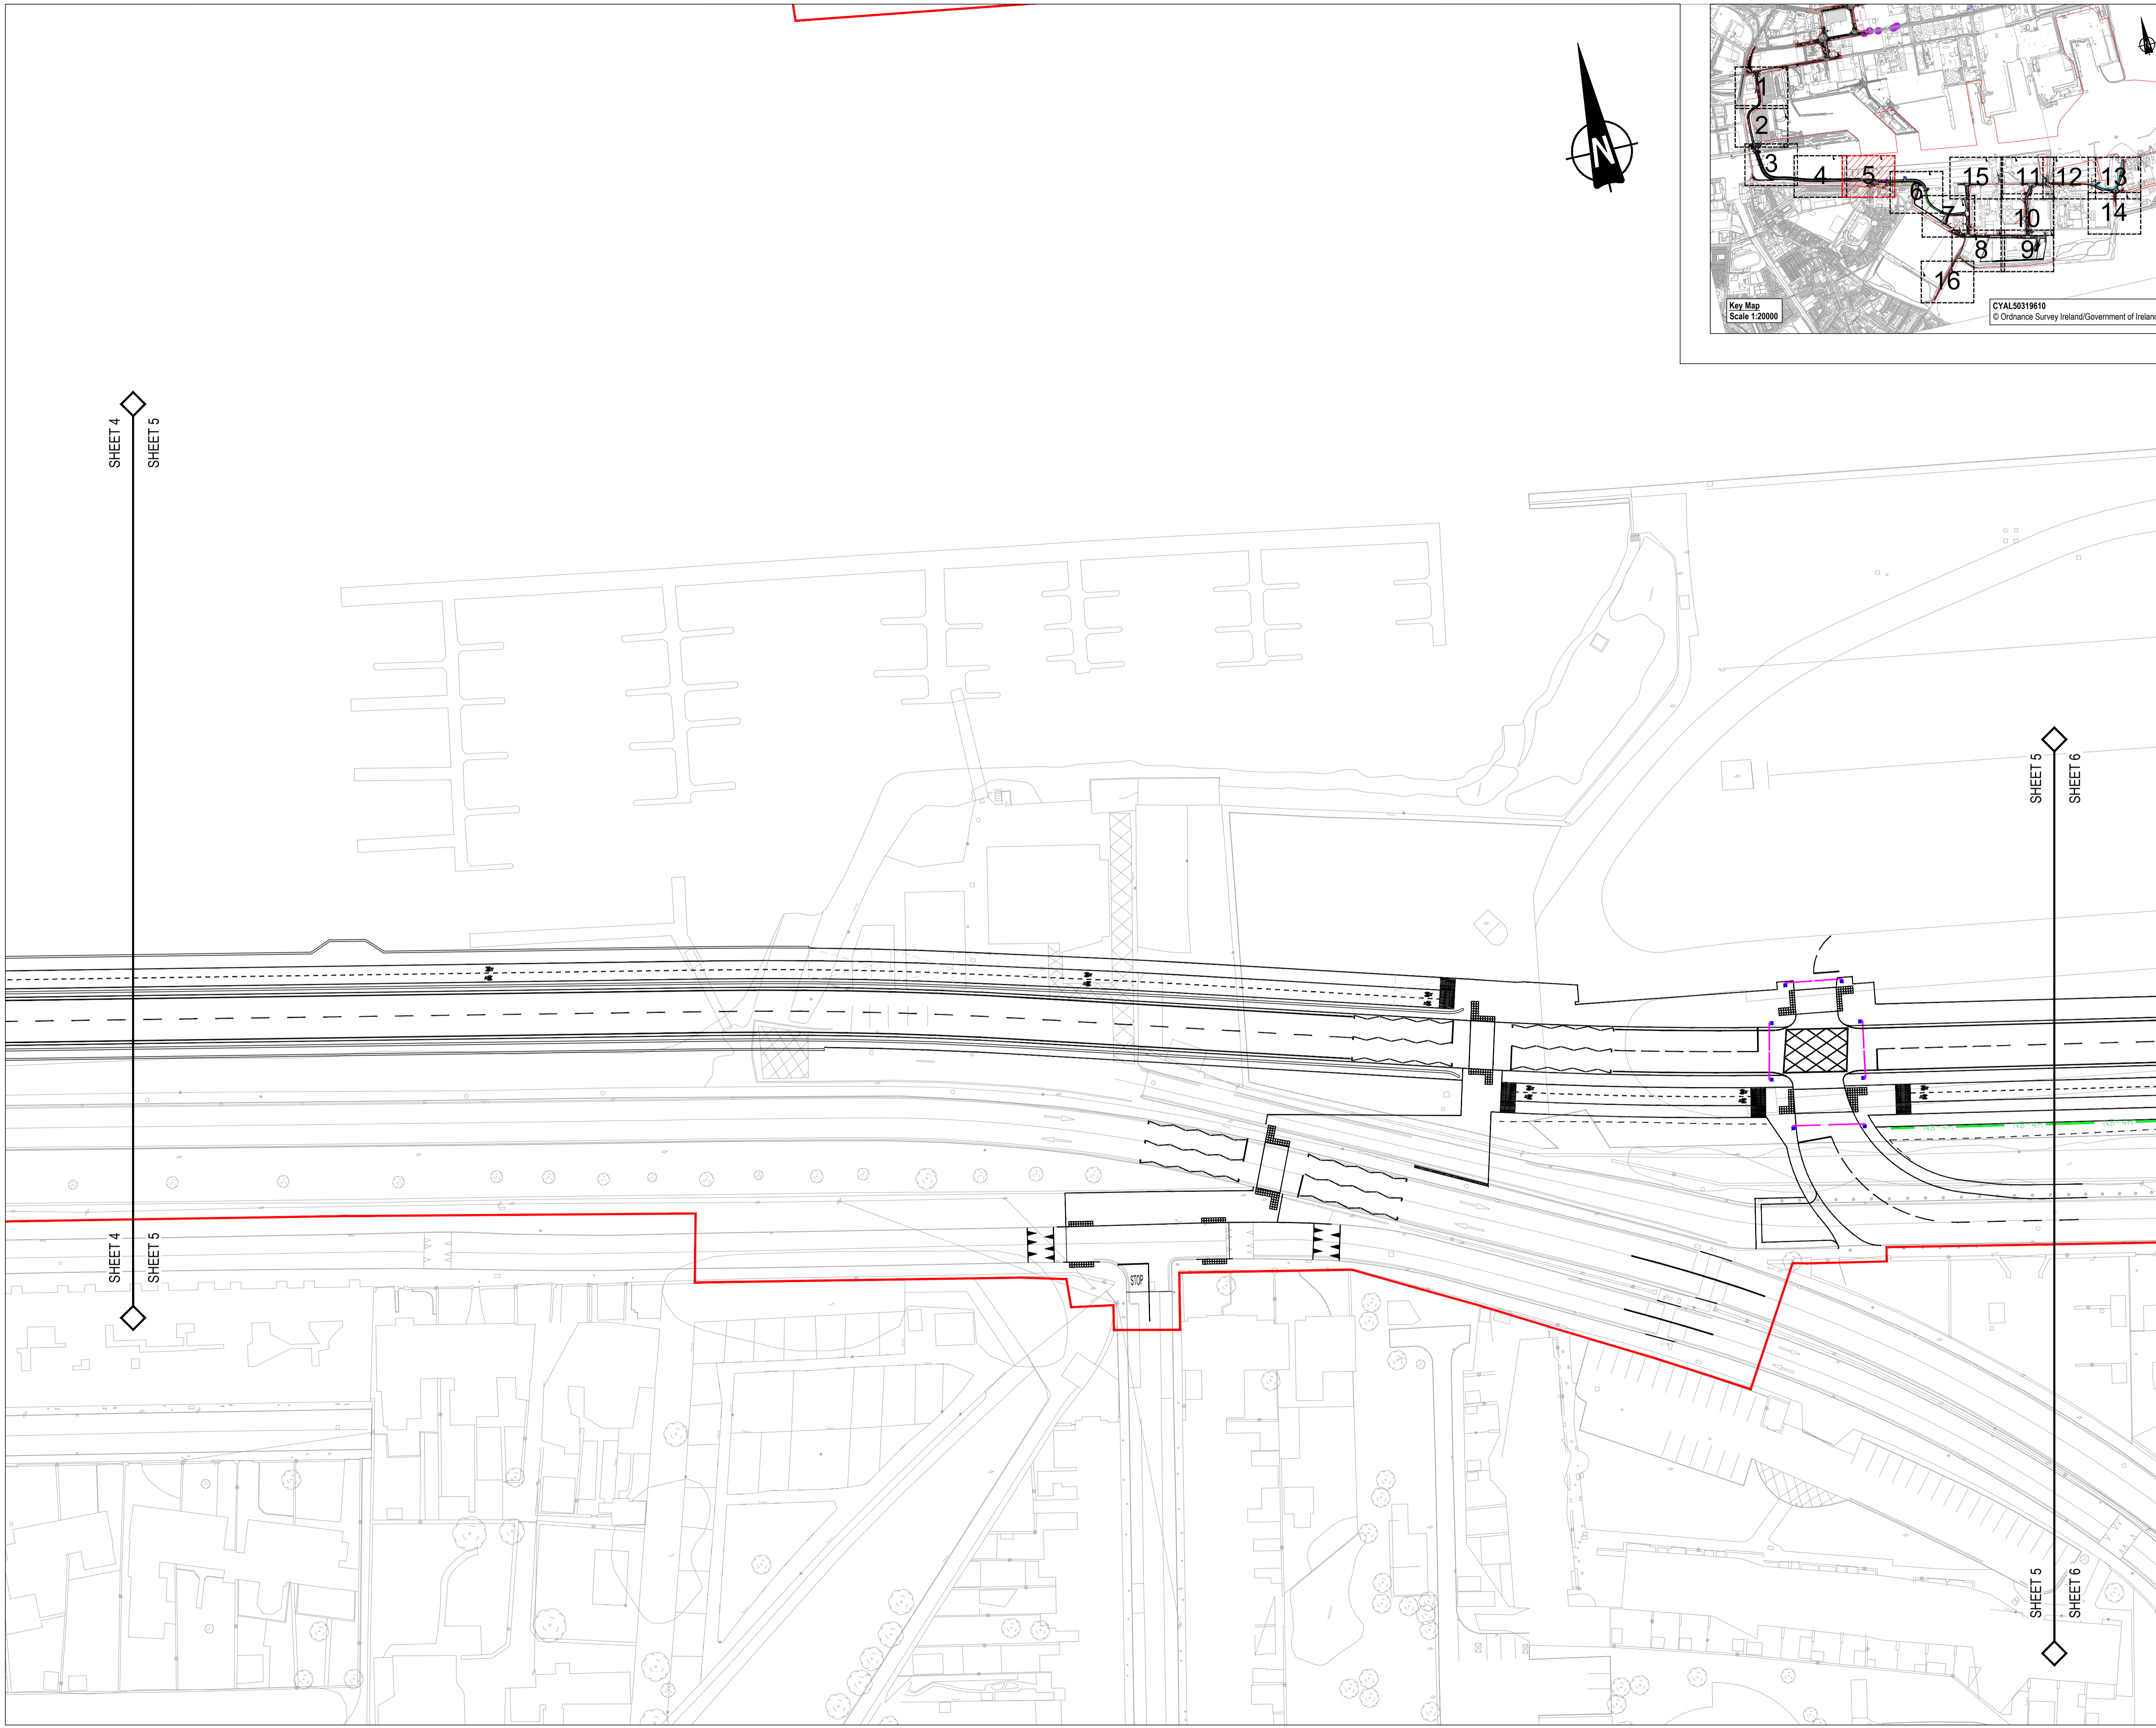 N
1
2
3
4
5
6
7
15
11
12
13
10
14
8
9
16
Key Map
Scale 1:20000
CYAL50319610
© Ordnance Survey Ireland/Government of Ireland
SHEET 4
SHEET 5
SHEET 5
SHEET 6
SHEET 4
SHEET 5
STOP
SHEET 5
SHEET 6